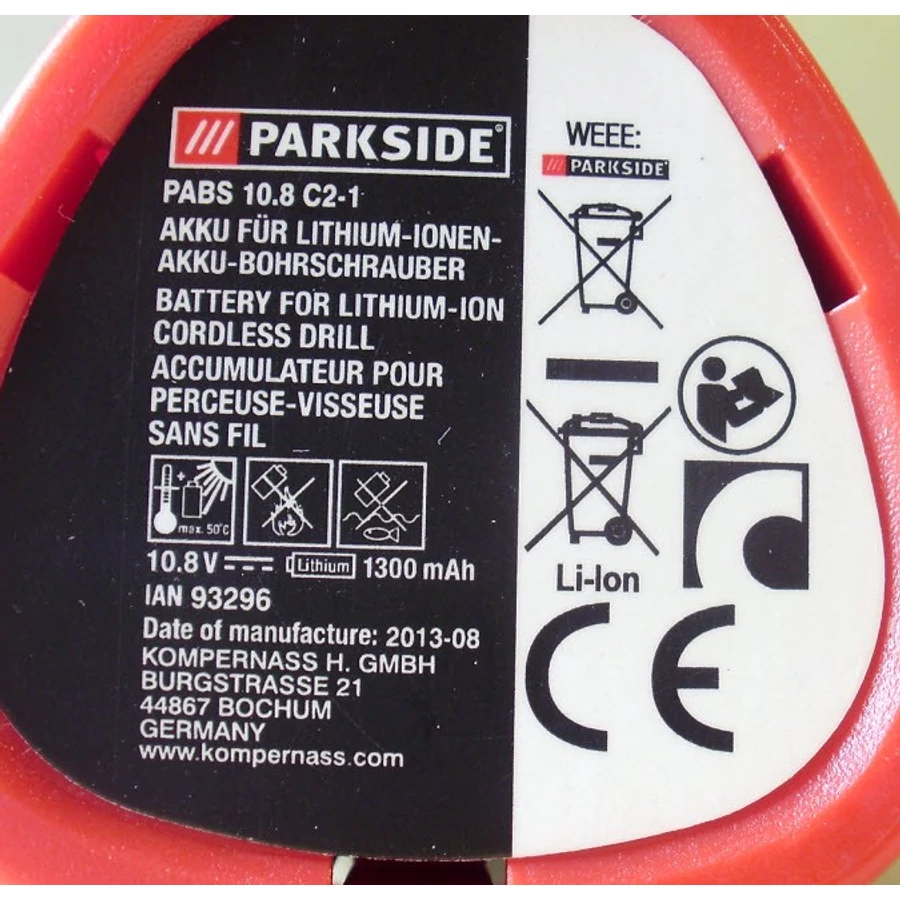 PARKSIDE®
PABS 10.8 C2-1
AKKU FÜR LITHIUM-IONEN-
AKKU-BOHRSCHRAUBER
BATTERY FOR LITHIUM-ION
CORDLESS DRILL
ACCUMULATEUR POUR
PERCEUSE-VISSEUSE
SANS FIL
max. 50°C
10.8 V Lithium 1300 mAh
IAN 93296
Date of manufacture: 2013-08
KOMPERNASS H. GMBH
BURGSTRASSE 21
44867 BOCHUM
GERMANY
www.kompernass.com
WEEE:
PARKSIDE®
Li-Ion
CE